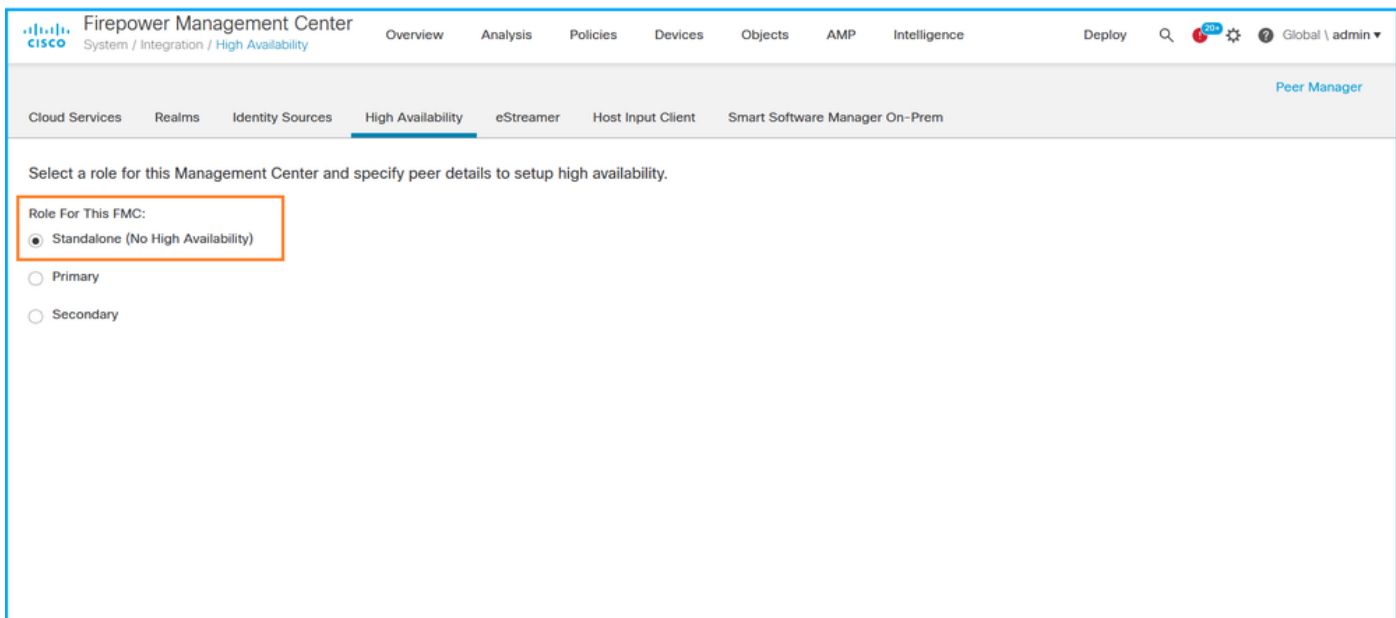 Firepower Management Center
CISCO
System / Integration / High Availability
Overview Analysis Policies Devices Objects AMP Intelligence Deploy 20+ Global \ admin
Peer Manager
Cloud Services Realms Identity Sources High Availability eStreamer Host Input Client Smart Software Manager On-Prem
Select a role for this Management Center and specify peer details to setup high availability.
Role For This FMC:
Standalone (No High Availability)
Primary
Secondary